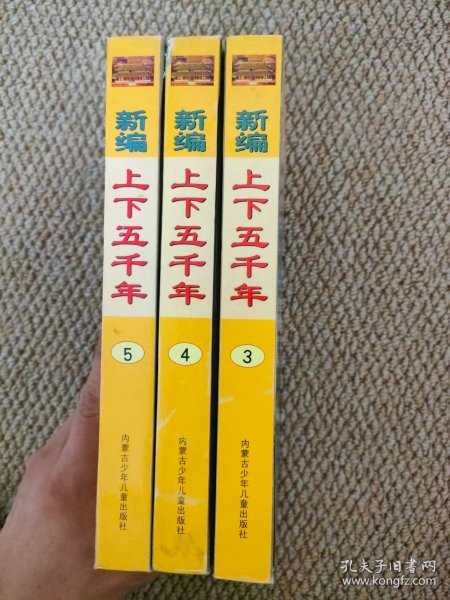 新编
上下五千年
5
内蒙古少年儿童出版社
新编
上下五千年
4
内蒙古少年儿童出版社
新编
上下五千年
3
内蒙古少年儿童出版社
孔夫子旧书网
www.kongfz.com